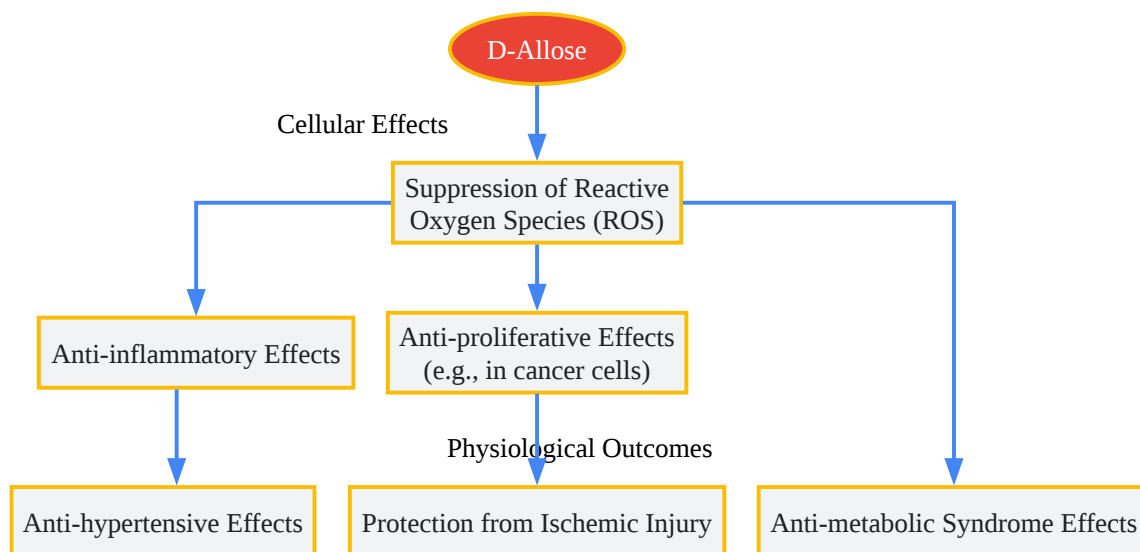 D-Allose
Cellular Effects
Suppression of Reactive
Oxygen Species (ROS)
Anti-inflammatory Effects
Anti-proliferative Effects
(e.g., in cancer cells)
Physiological Outcomes
Anti-hypertensive Effects
Protection from Ischemic Injury
Anti-metabolic Syndrome Effects